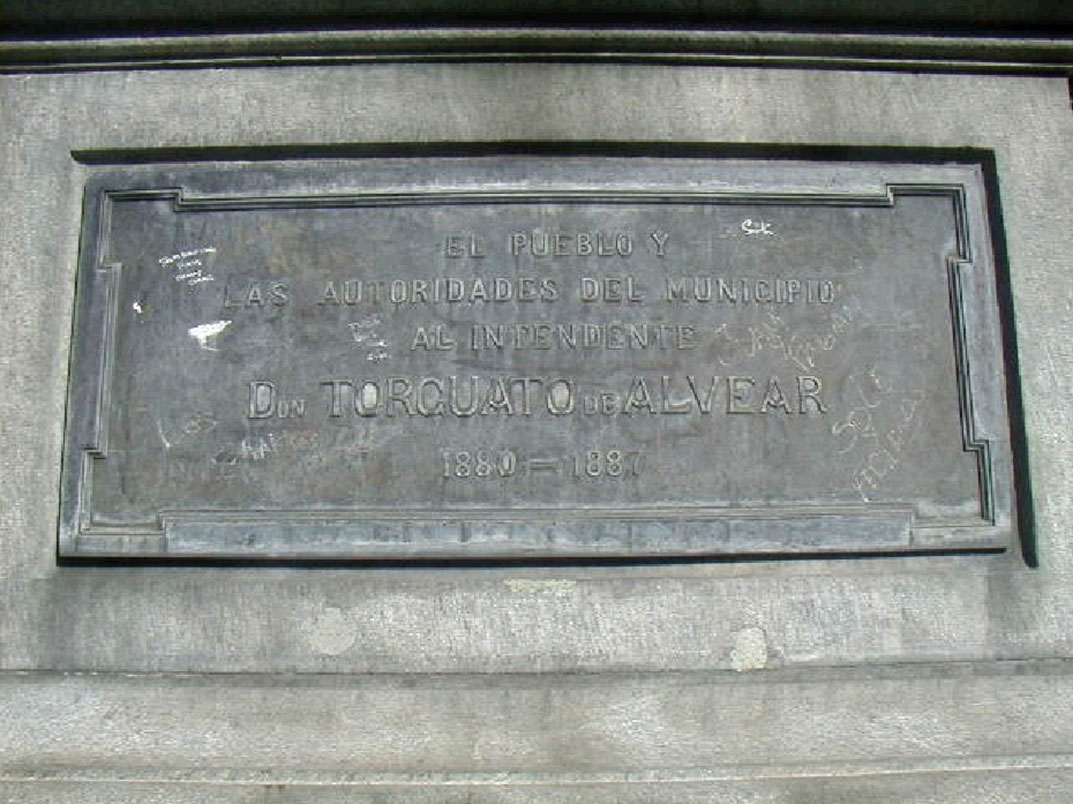 EL PUEBLO Y
LAS AUTORIDADES DEL MUNICIPIO
AL INTENDENTE
DON TORCUATO DE ALVEAR
1880 – 1887